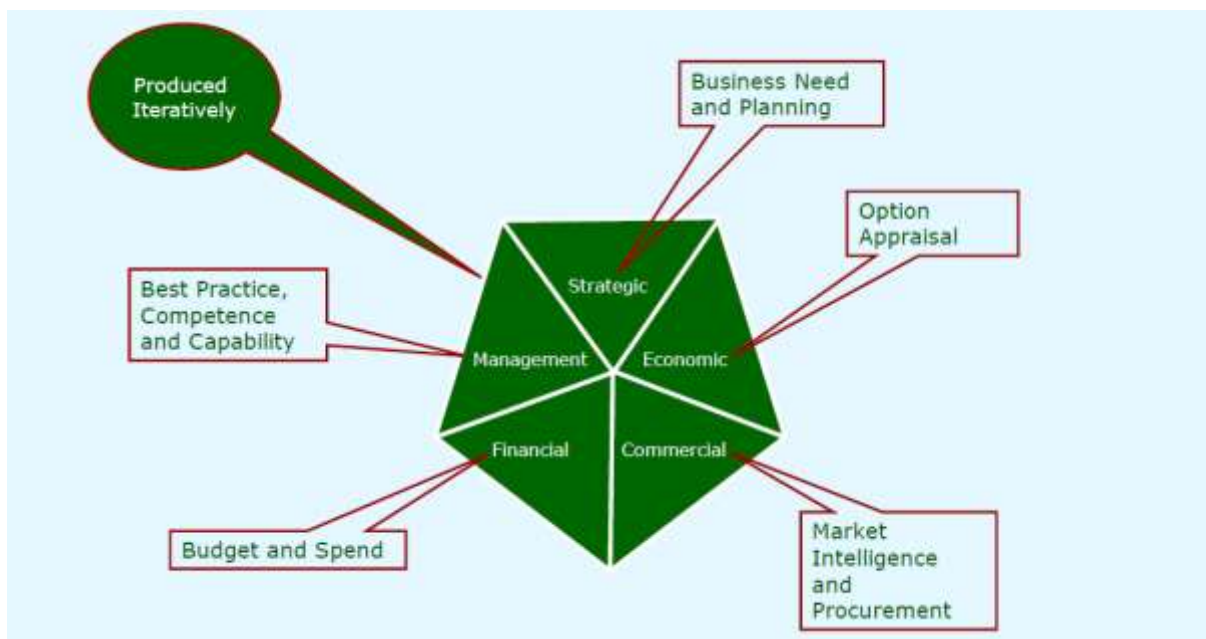 Produced
Iteratively
Business Need
and Planning
Option
Appraisal
Best Practice,
Competence
and Capability
Strategic
Management
Economic
Financial
Commercial
Budget and Spend
Market
Intelligence
and
Procurement